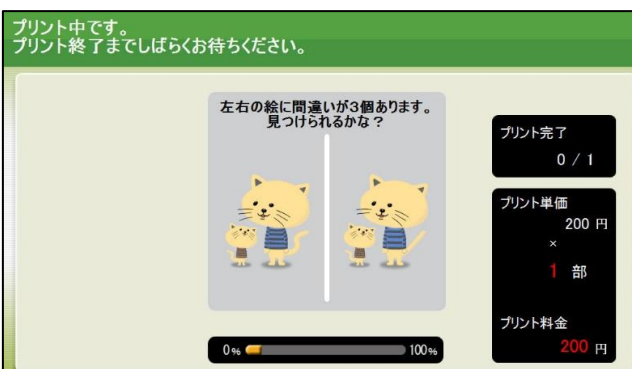 プリント中です。
プリント終了までしばらくお待ちください。
左右の絵に間違いが3個あります。
見つけられるかな?
プリント完了
0 / 1
プリント単価
200 円
×
1 部
プリント料金
200 円
0% 100%